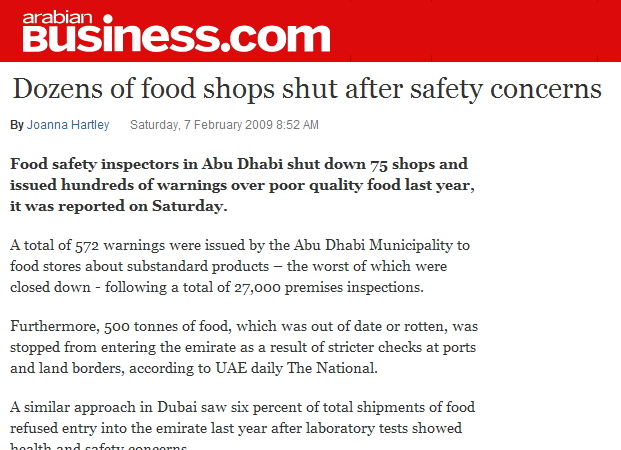 arabian
BUSINESS.com
Dozens of food shops shut after safety concerns
By Joanna Hartley Saturday, 7 February 2009 8:52 AM
Food safety inspectors in Abu Dhabi shut down 75 shops and
issued hundreds of warnings over poor quality food last year,
it was reported on Saturday.
A total of 572 warnings were issued by the Abu Dhabi Municipality to
food stores about substandard products – the worst of which were
closed down - following a total of 27,000 premises inspections.
Furthermore, 500 tonnes of food, which was out of date or rotten, was
stopped from entering the emirate as a result of stricter checks at ports
and land borders, according to UAE daily The National.
A similar approach in Dubai saw six percent of total shipments of food
refused entry into the emirate last year after laboratory tests showed
health and safety concerns